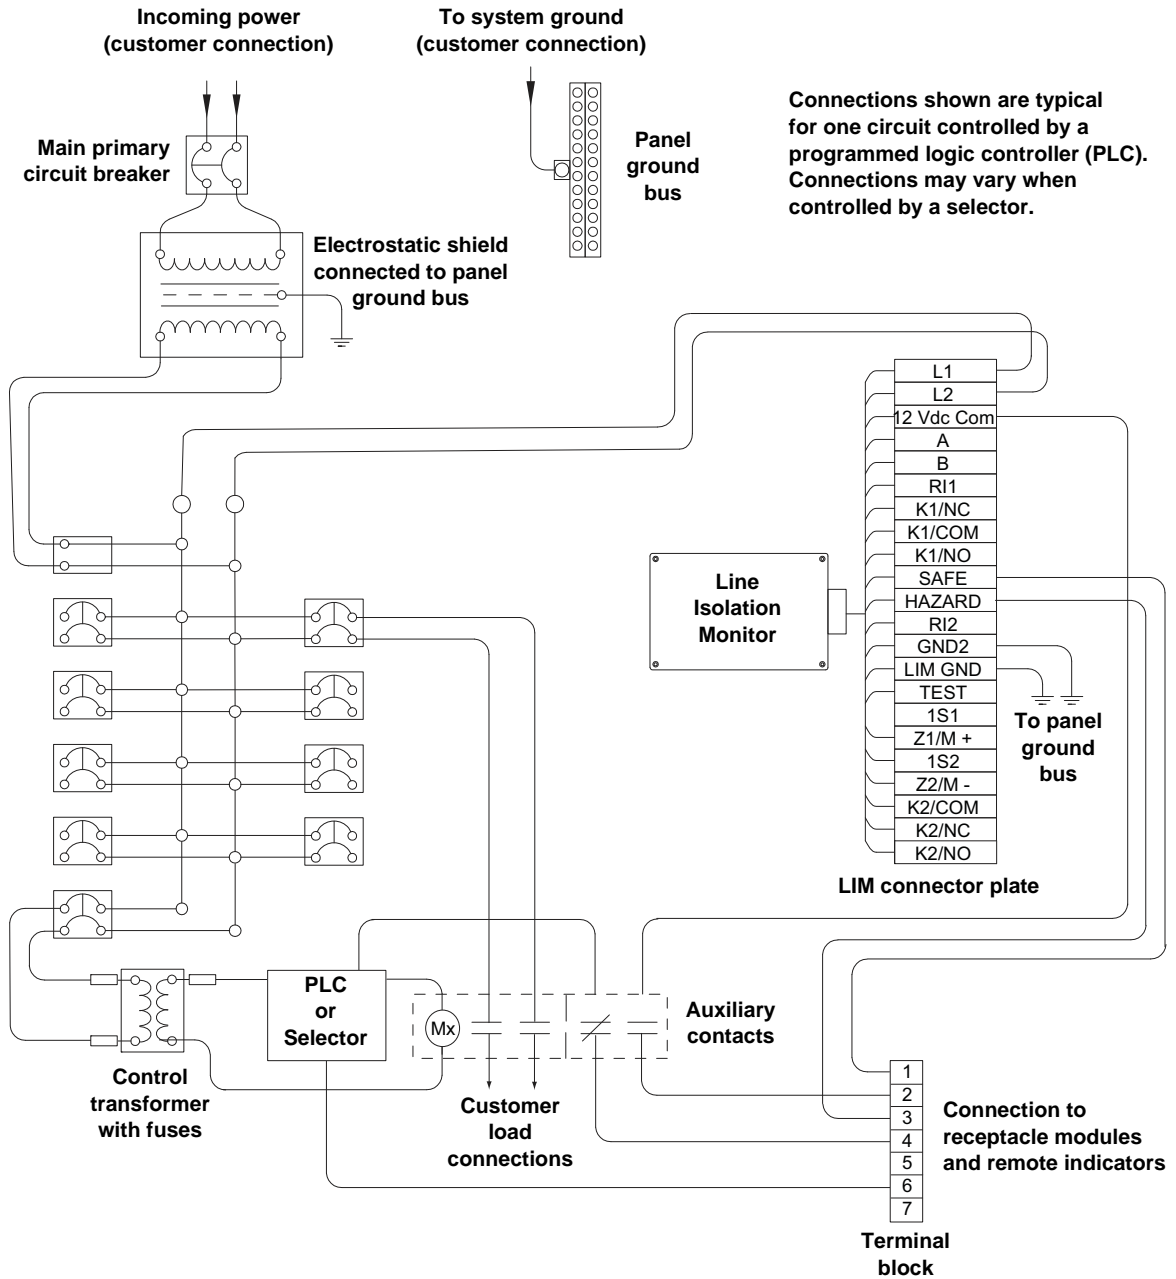 Incoming power
(customer connection)
To system ground
(customer connection)
Connections shown are typical
for one circuit controlled by a
programmed logic controller (PLC).
Connections may vary when
controlled by a selector.
Main primary
circuit breaker
Panel
ground
bus
Electrostatic shield
connected to panel
ground bus
L1
L2
12 Vdc Com
A
B
RI1
K1/NC
K1/COM
K1/NO
SAFE
HAZARD
RI2
GND2
LIM GND
TEST
1S1
Z1/M +
1S2
Z2/M -
K2/COM
K2/NC
K2/NO
Line
Isolation
Monitor
To panel
ground
bus
LIM connector plate
PLC
or
Selector
Mx
Auxiliary
contacts
Control
transformer
with fuses
Customer
load
connections
1
2
3
4
5
6
7
Connection to
receptacle modules
and remote indicators
Terminal
block